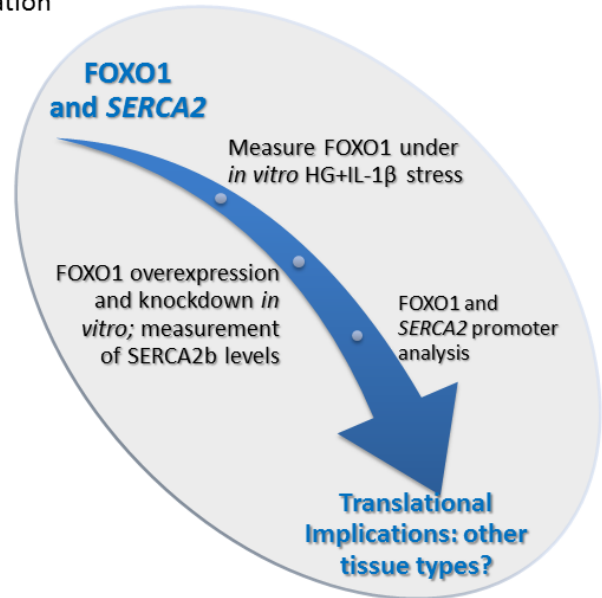 FOXO1
and SERCA2
Measure FOXO1 under
in vitro HG+IL-1β stress
FOXO1 overexpression
and knockdown in
vitro; measurement
of SERCA2b levels
FOXO1 and
SERCA2 promoter
analysis
Translational
Implications: other
tissue types?